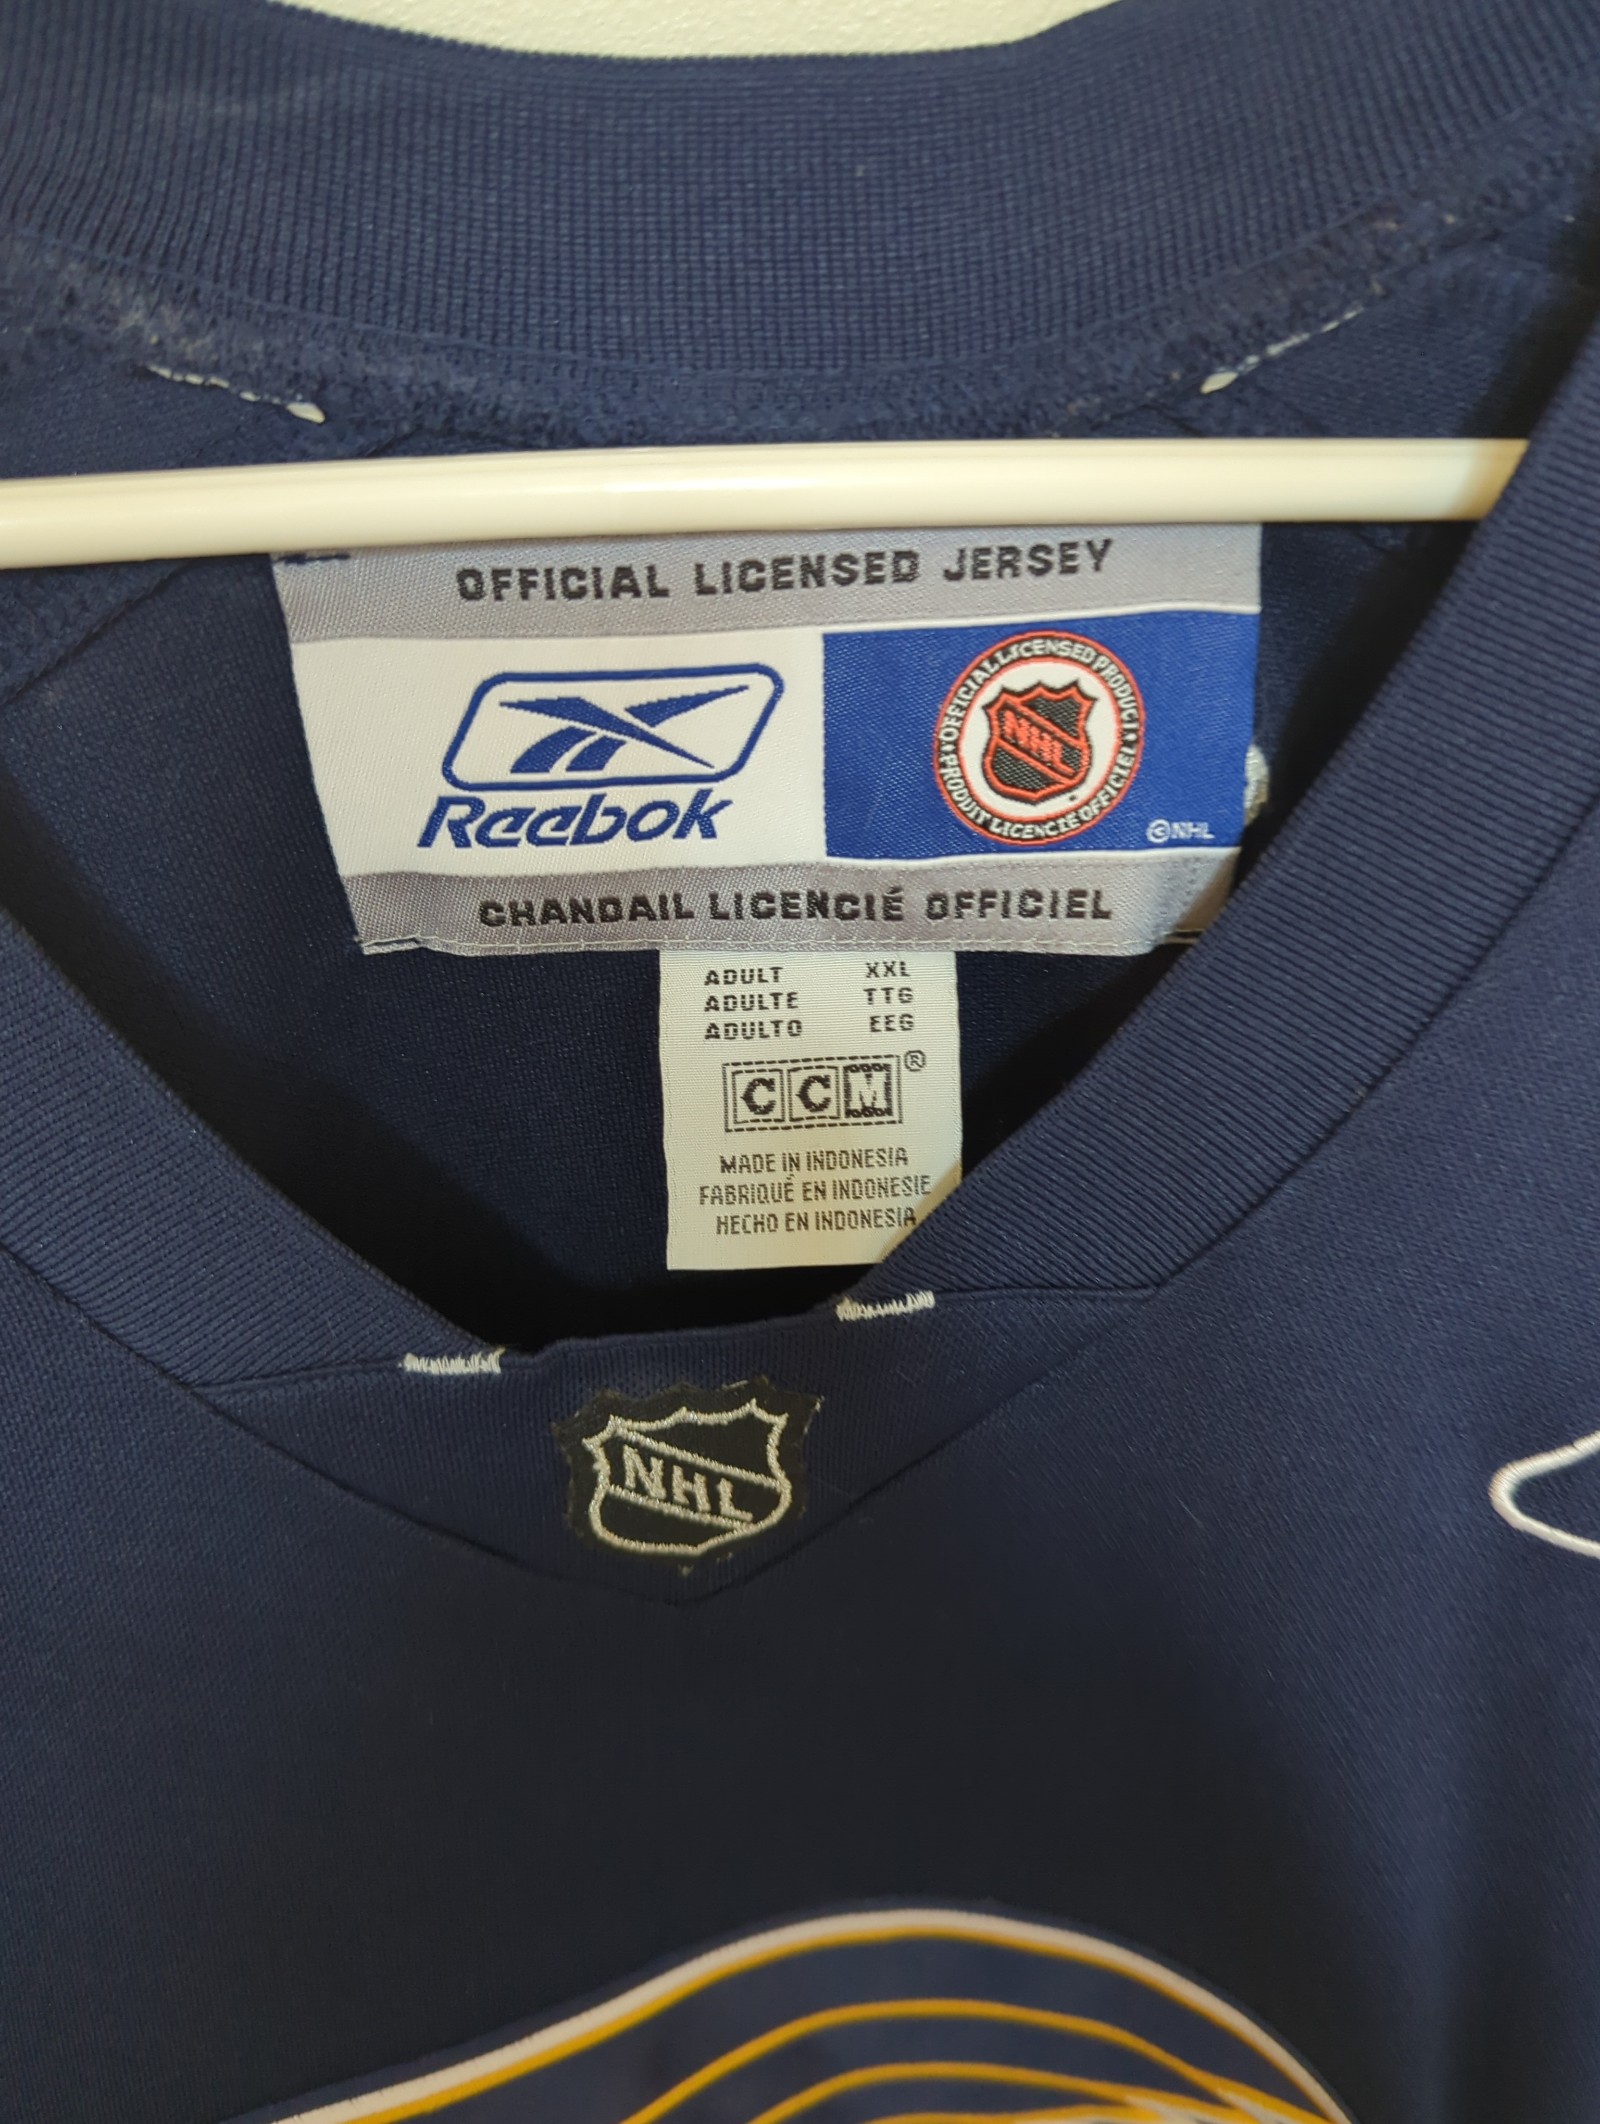 OFFICIAL LICENSED JERSEY
Reebok
OFFICIAL LICENSED PRODUCT
NHL
PRODUIT LICENCIE OFFICIEL
©NHL
CHANDAIL LICENCIÉ OFFICIEL
ADULT XXL
ADULTE TTG
ADULTO EEG
CCM®
MADE IN INDONESIA
FABRIQUÉ EN INDONESIE
HECHO EN INDONESIA
NHL